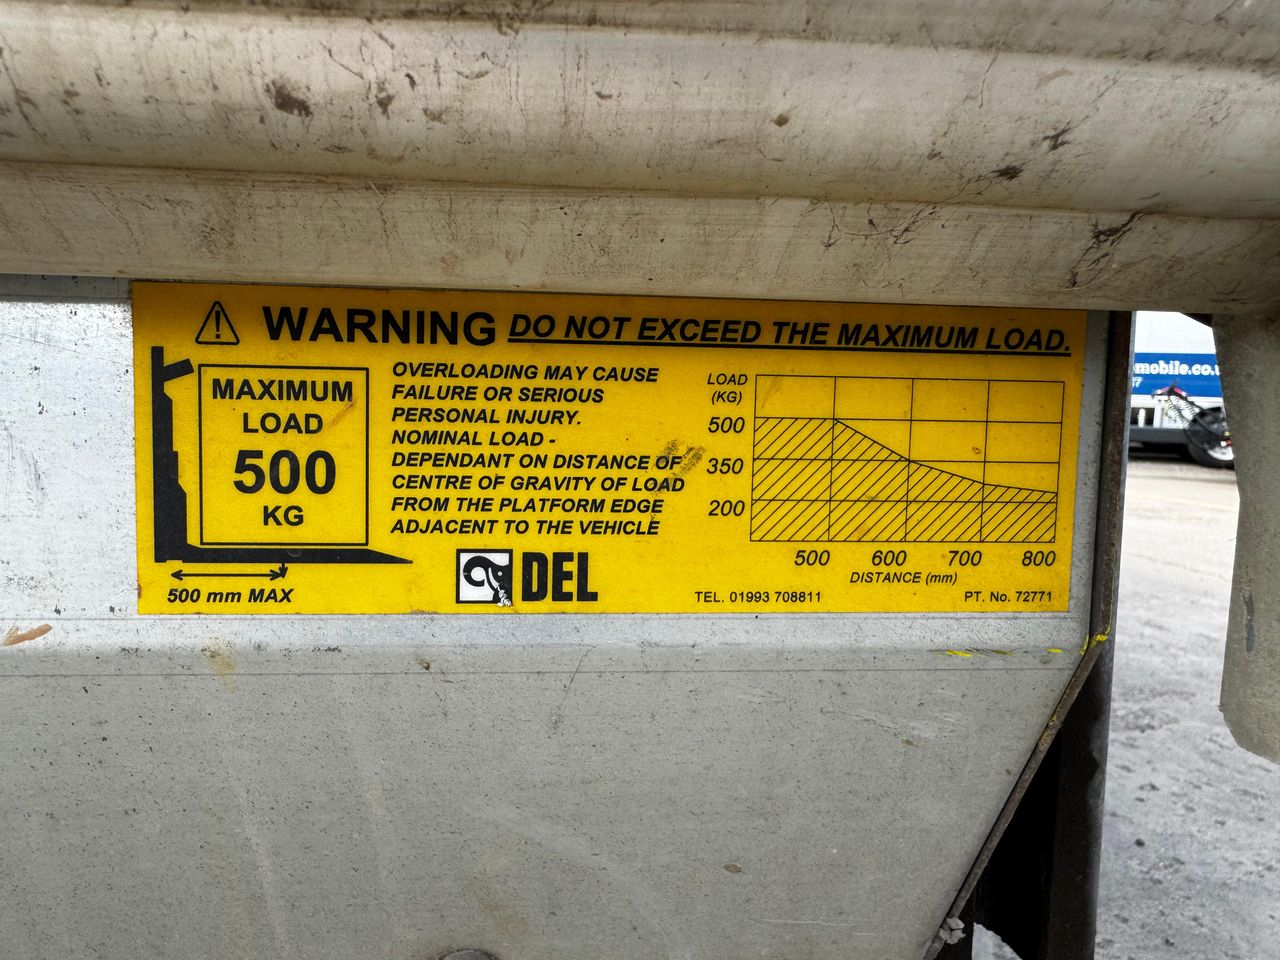 WARNING DO NOT EXCEED THE MAXIMUM LOAD.
MAXIMUM
LOAD
500
KG
500 mm MAX
OVERLOADING MAY CAUSE
FAILURE OR SERIOUS
PERSONAL INJURY.
NOMINAL LOAD -
DEPENDANT ON DISTANCE OF
CENTRE OF GRAVITY OF LOAD
FROM THE PLATFORM EDGE
ADJACENT TO THE VEHICLE
DEL
LOAD
(KG)
500
350
200
500 600 700 800
DISTANCE (mm)
TEL. 01993 708811
PT. No. 72771